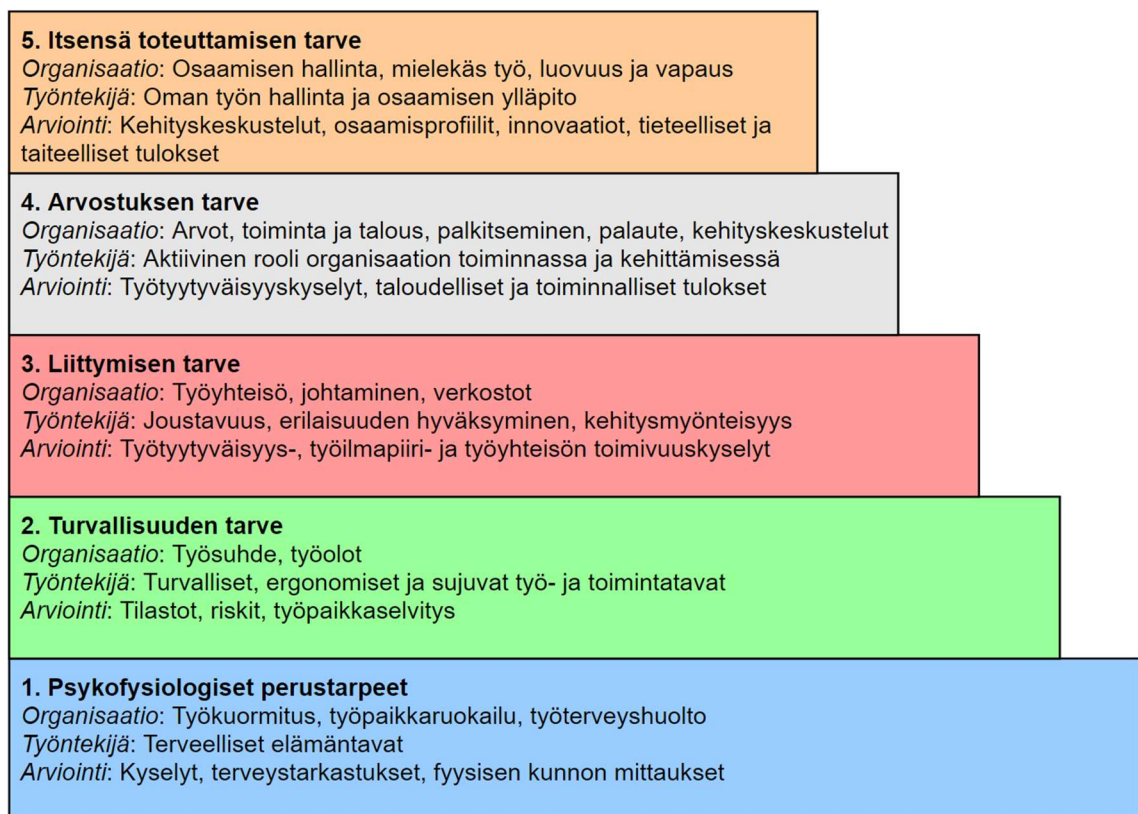 5. Itsensä toteuttamisen tarve
Organisaatio: Osaamisen hallinta, mielekäs työ, luovuus ja vapaus
Työntekijä: Oman työn hallinta ja osaamisen ylläpito
Arviointi: Kehityskeskustelut, osaamisprofiilit, innovaatiot, tieteelliset ja
taiteelliset tulokset
4. Arvostuksen tarve
Organisaatio: Arvot, toiminta ja talous, palkitseminen, palaute, kehityskeskustelut
Työntekijä: Aktiivinen rooli organisaation toiminnassa ja kehittämisessä
Arviointi: Työtyytyväisyyskyselyt, taloudelliset ja toiminnalliset tulokset
3. Liittymisen tarve
Organisaatio: Työyhteisö, johtaminen, verkostot
Työntekijä: Joustavuus, erilaisuuden hyväksyminen, kehitysmyönteisyys
Arviointi: Työtyytyväisyys-, työilmapiiri- ja työyhteisön toimivuuskyselyt
2. Turvallisuuden tarve
Organisaatio: Työsuhde, työolot
Työntekijä: Turvalliset, ergonomiset ja sujuvat työ- ja toimintatavat
Arviointi: Tilastot, riskit, työpaikkaselvitys
1. Psykofysiologiset perustarpeet
Organisaatio: Työkuormitus, työpaikkaruokailu, työterveyshuolto
Työntekijä: Terveelliset elämäntavat
Arviointi: Kyselyt, terveystarkastukset, fyysisen kunnon mittaukset